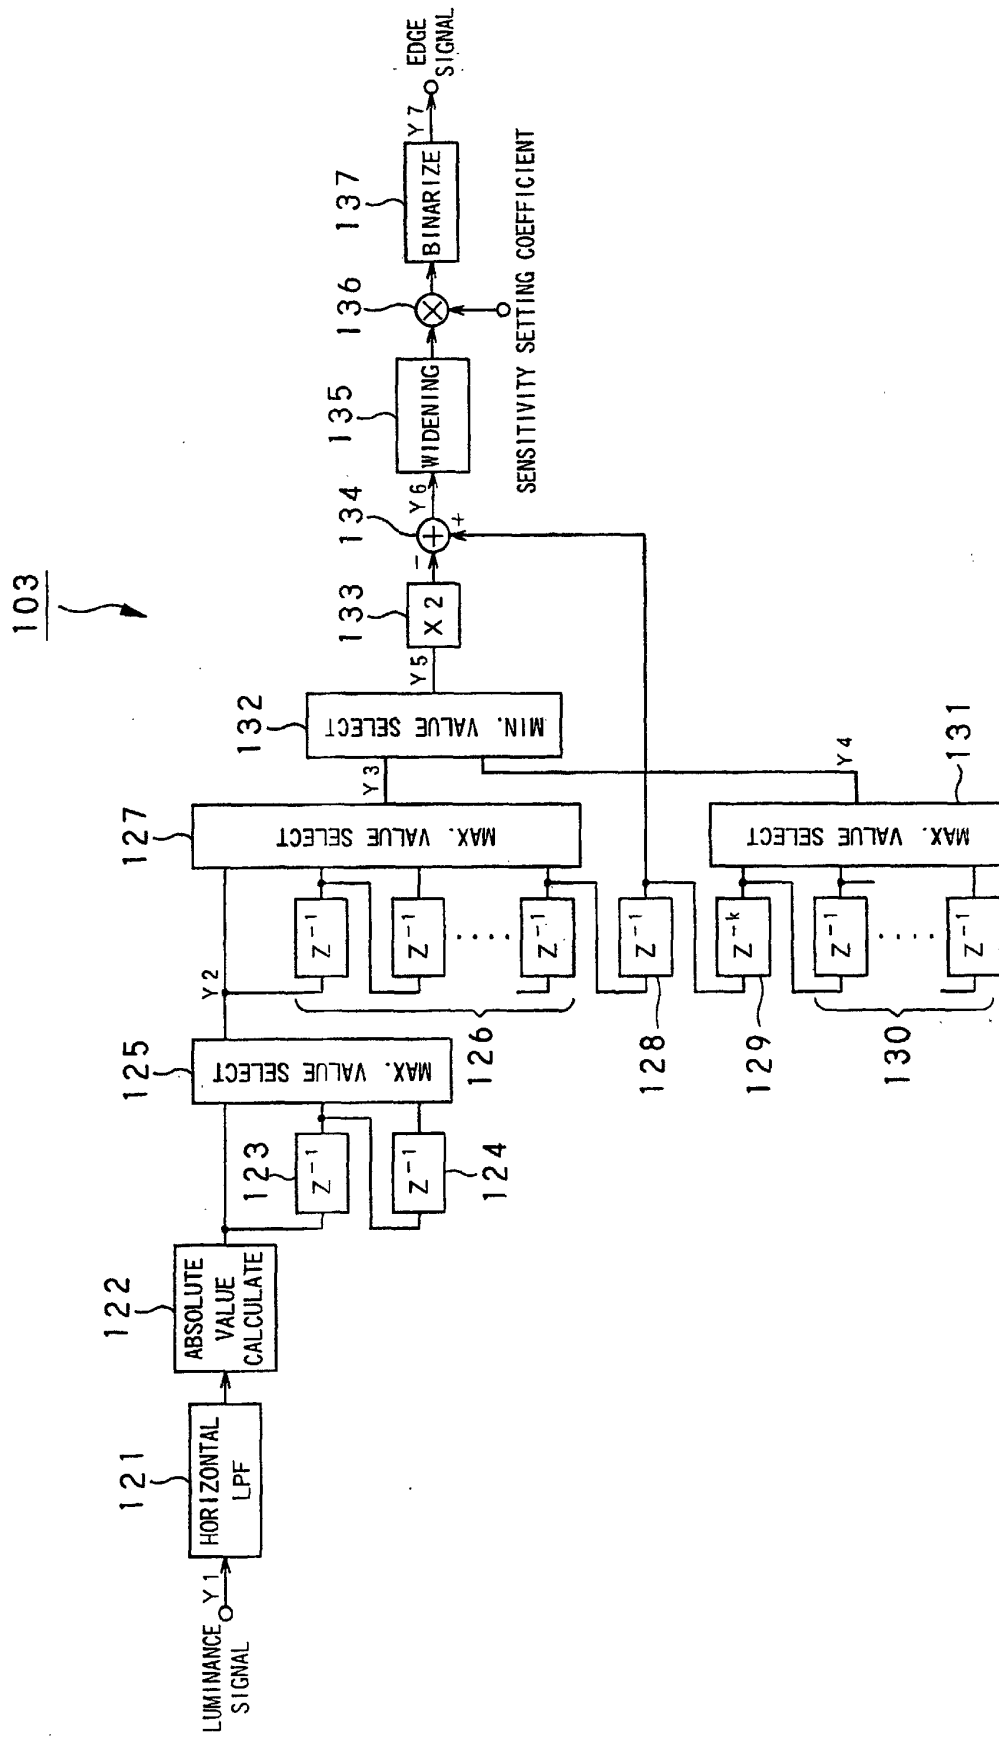 103
LUMINANCE
SIGNAL
Y1
121
HORIZONTAL
LPF
122
ABSOLUTE
VALUE
CALCULATE
123
Z⁻¹
124
Z⁻¹
125
MAX. VALUE SELECT
Y2
126
Z⁻¹
Z⁻¹
....
Z⁻¹
127
MAX. VALUE SELECT
Y3
128
Z⁻¹
129
Z⁻ᵏ
130
Z⁻¹
....
Z⁻¹
131
MAX. VALUE SELECT
Y4
132
MIN. VALUE SELECT
Y5
133
X2
134
−
+
+
Y6
135
WIDENING
136
×
SENSITIVITY SETTING COEFFICIENT
137
BINARIZE
Y7
EDGE
SIGNAL